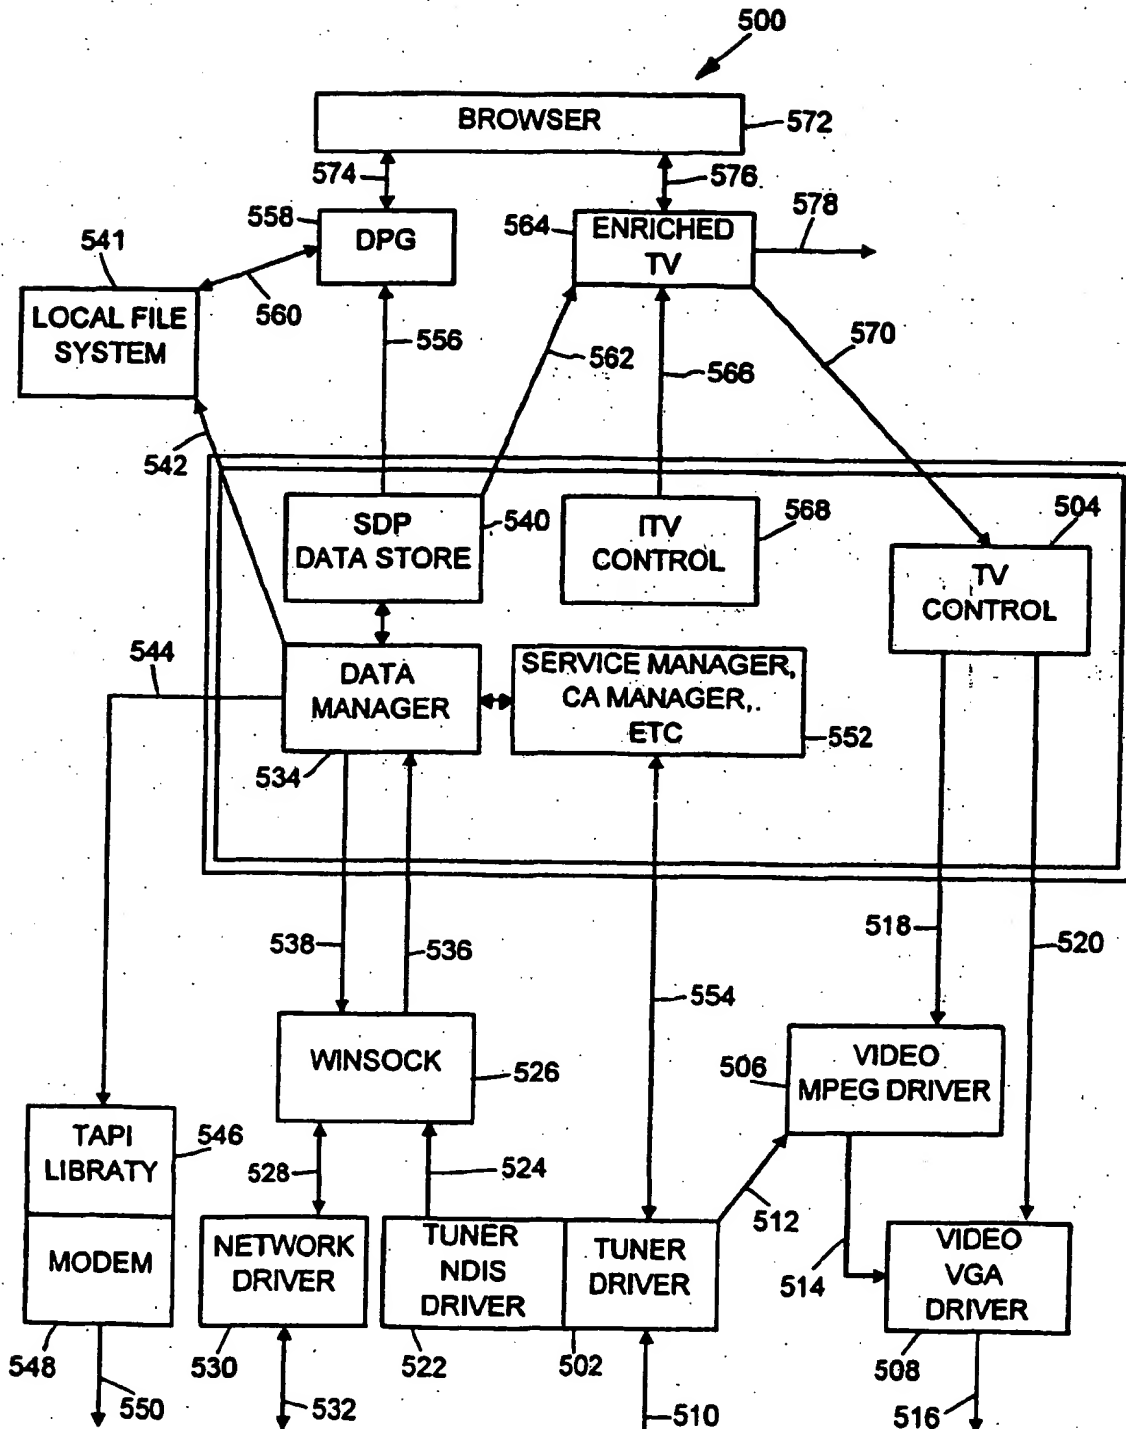 500
BROWSER
572
574
576
558
DPG
564
ENRICHED
TV
578
541
560
LOCAL FILE
SYSTEM
556
562
566
570
542
SDP
DATA STORE
540
ITV
CONTROL
568
504
TV
CONTROL
544
DATA
MANAGER
SERVICE MANAGER,
CA MANAGER,.
ETC
552
534
518
520
538
536
554
WINSOCK
526
506
VIDEO
MPEG DRIVER
TAPI
LIBRATY
546
528
524
512
MODEM
NETWORK
DRIVER
TUNER
NDIS
DRIVER
TUNER
DRIVER
514
VIDEO
VGA
DRIVER
548
530
522
502
508
550
532
510
516